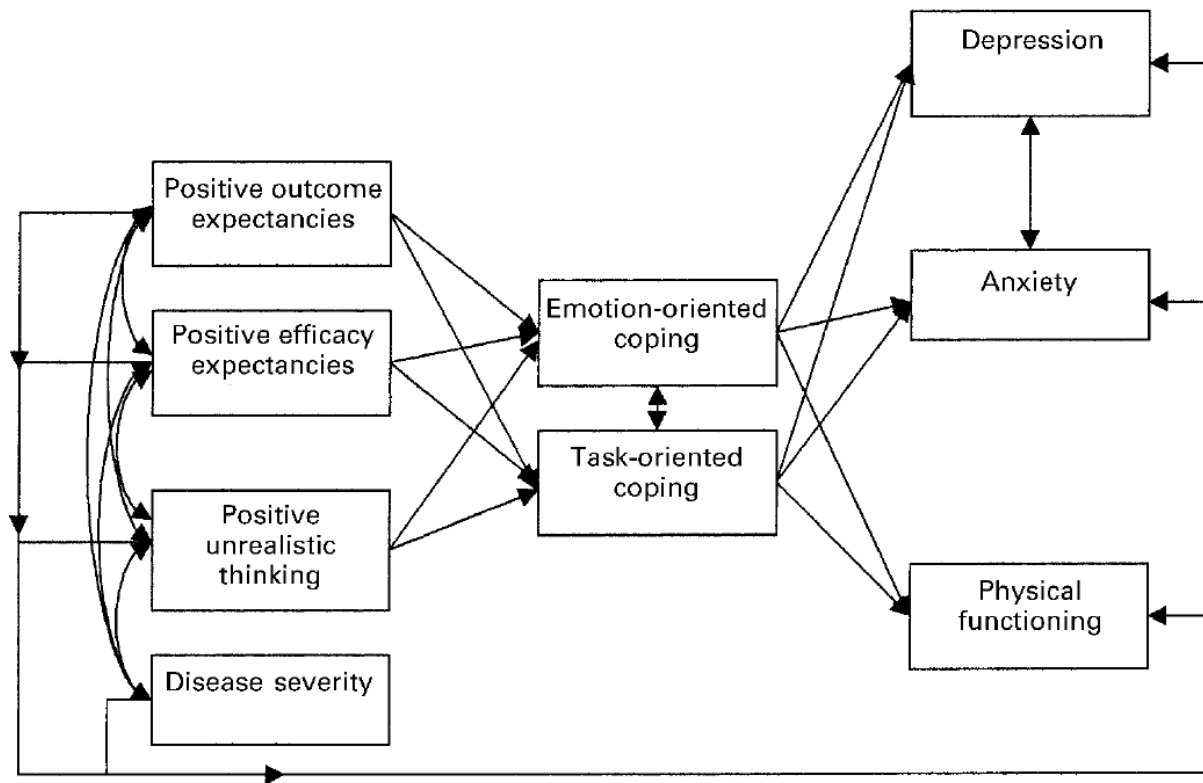 Depression
Positive outcome
expectancies
Positive efficacy
expectancies
Positive
unrealistic
thinking
Disease severity
Emotion-oriented
coping
Task-oriented
coping
Anxiety
Physical
functioning